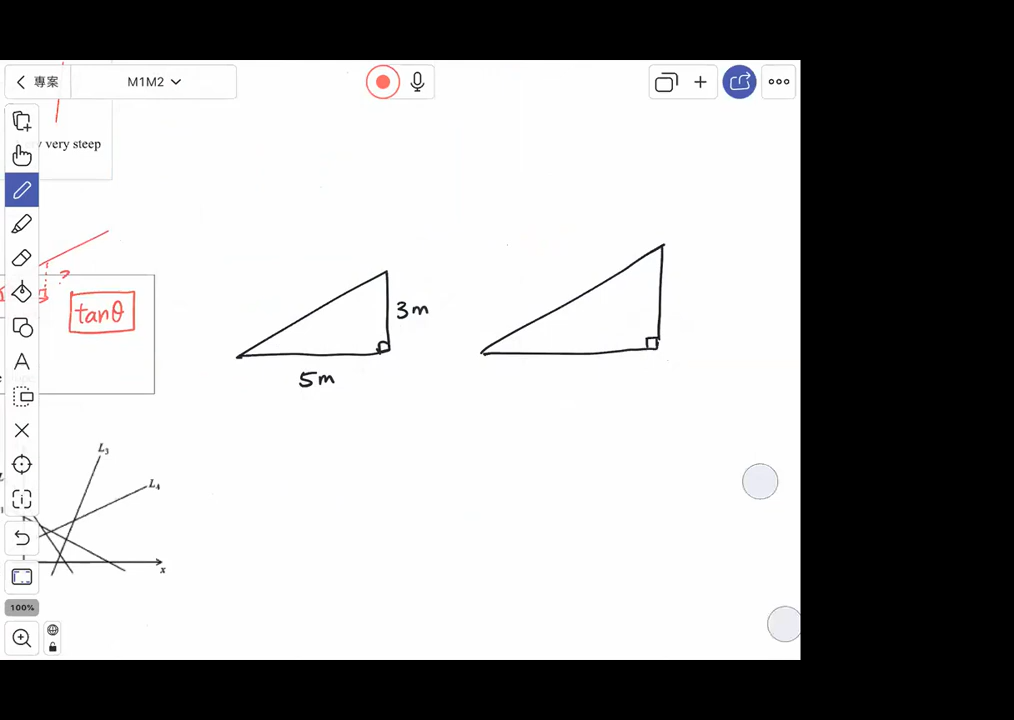 專案
M1M2
very steep
?
tanθ
3m
5m
L3
L4
x
A
100%